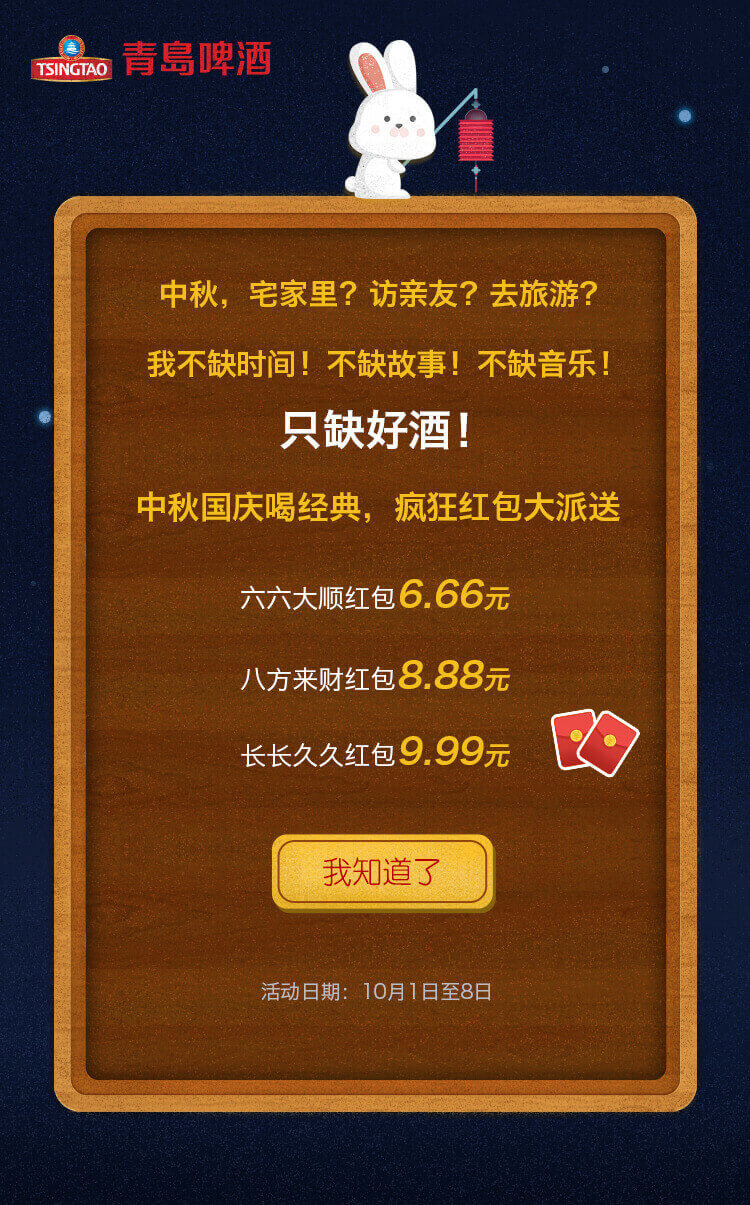 TSINGTAO 青島啤酒
中秋，宅家里？访亲友？去旅游？
我不缺时间！不缺故事！不缺音乐！
只缺好酒！
中秋国庆喝经典，疯狂红包大派送
六六大顺红包6.66元
八方来财红包8.88元
长长久久红包9.99元
我知道了
活动日期：10月1日至8日